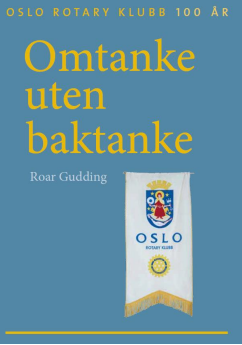 OSLO ROTARY KLUBB 100 ÅR
Omtanke
uten
baktanke
Roar Gudding
OSLO
ROTARY KLUBB